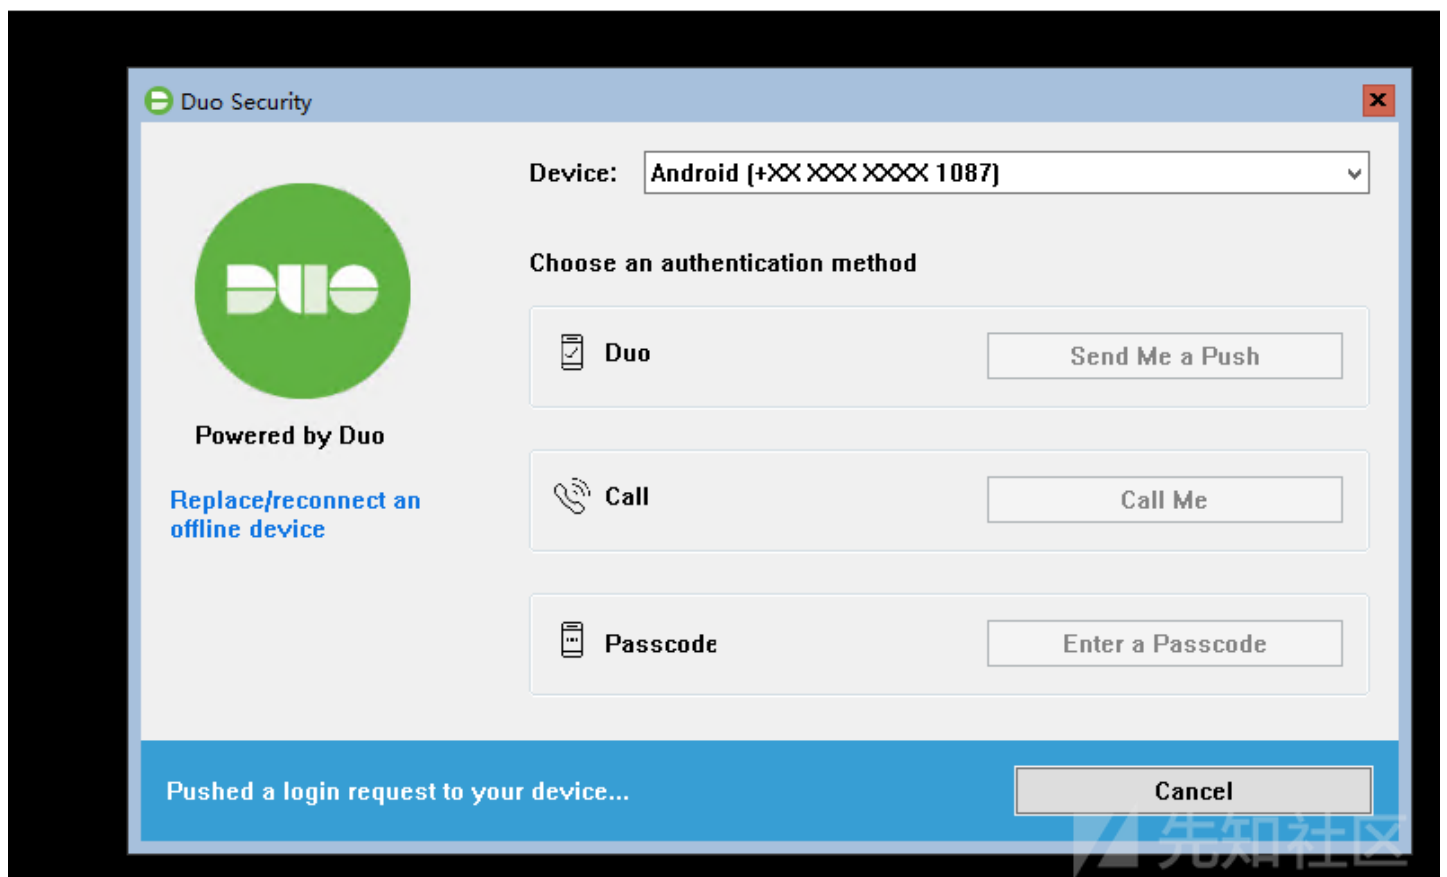 Duo Security
Device: Android (+XX XXX XXXX 1087)
Choose an authentication method
DUO
Duo
Send Me a Push
Powered by Duo
Replace/reconnect an
offline device
Call
Call Me
Passcode
Enter a Passcode
Pushed a login request to your device...
Cancel
先知社区